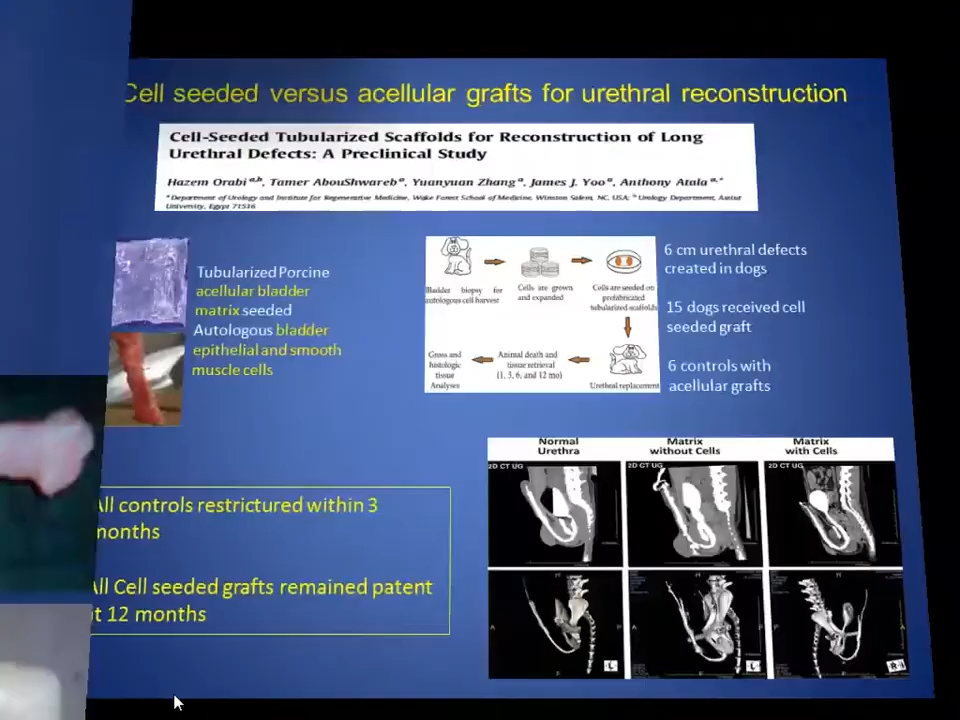 Cell seeded versus acellular grafts for urethral reconstruction
Cell-Seeded Tubularized Scaffolds for Reconstruction of Long
Urethral Defects: A Preclinical Study
Hazem Orabi a,b, Tamer AbouShwareb a, Yuanyuan Zhang a, James J. Yoo a, Anthony Atala a,*
a Department of Urology and Institute for Regenerative Medicine, Wake Forest School of Medicine, Winston Salem, NC, USA; b Urology Department, Assiut
University, Egypt 71516
Tubularized Porcine
acellular bladder
matrix seeded
Autologous bladder
epithelial and smooth
muscle cells
Bladder biopsy for
autologous cell harvest
Cells are grown
and expanded
Cells are seeded on
prefabricated
tubularized scaffolds
Gross and
histologic
tissue
Analyses
Animal death and
tissue retrieval
(1, 3, 6, and 12 mo)
Urethral replacement
6 cm urethral defects
created in dogs
15 dogs received cell
seeded graft
6 controls with
acellular grafts
All controls restrictured within 3
months
All Cell seeded grafts remained patent
at 12 months
Normal
Urethra
Matrix
without Cells
Matrix
with Cells
2D CT UG
2D CT UG
2D CT UG